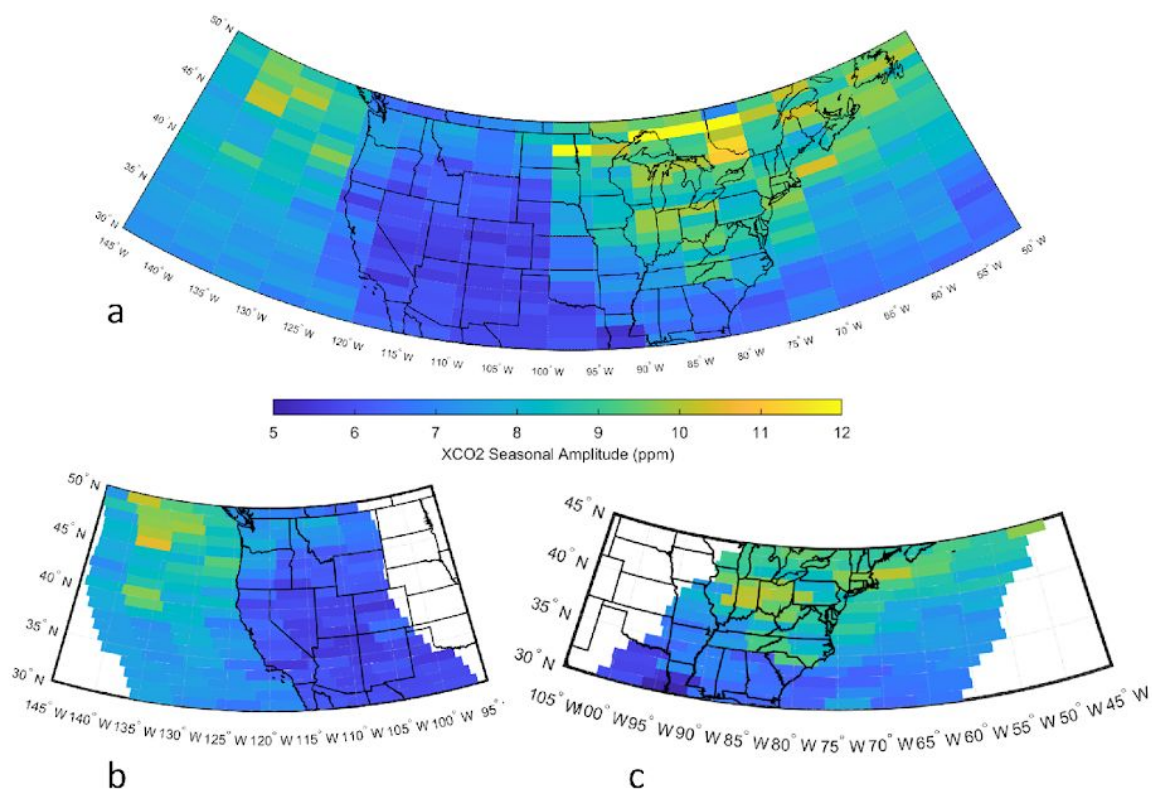 50° N
45° N
40° N
35° N
30° N
145° W
140° W
135° W
130° W
125° W
120° W
115° W
110° W
105° W
100° W
95° W
90° W
85° W
80° W
75° W
70° W
65° W
60° W
55° W
50° W
a
5 6 7 8 9 10 11 12
XCO2 Seasonal Amplitude (ppm)
50° N
45° N
40° N
35° N
30° N
145° W 140° W 135° W 130° W 125° W 120° W 115° W 110° W 105° W 100° W 95° W
b
45° N
40° N
35° N
30° N
105° W 100° W 95° W 90° W 85° W 80° W 75° W 70° W 65° W 60° W 55° W 50° W 45° W
c